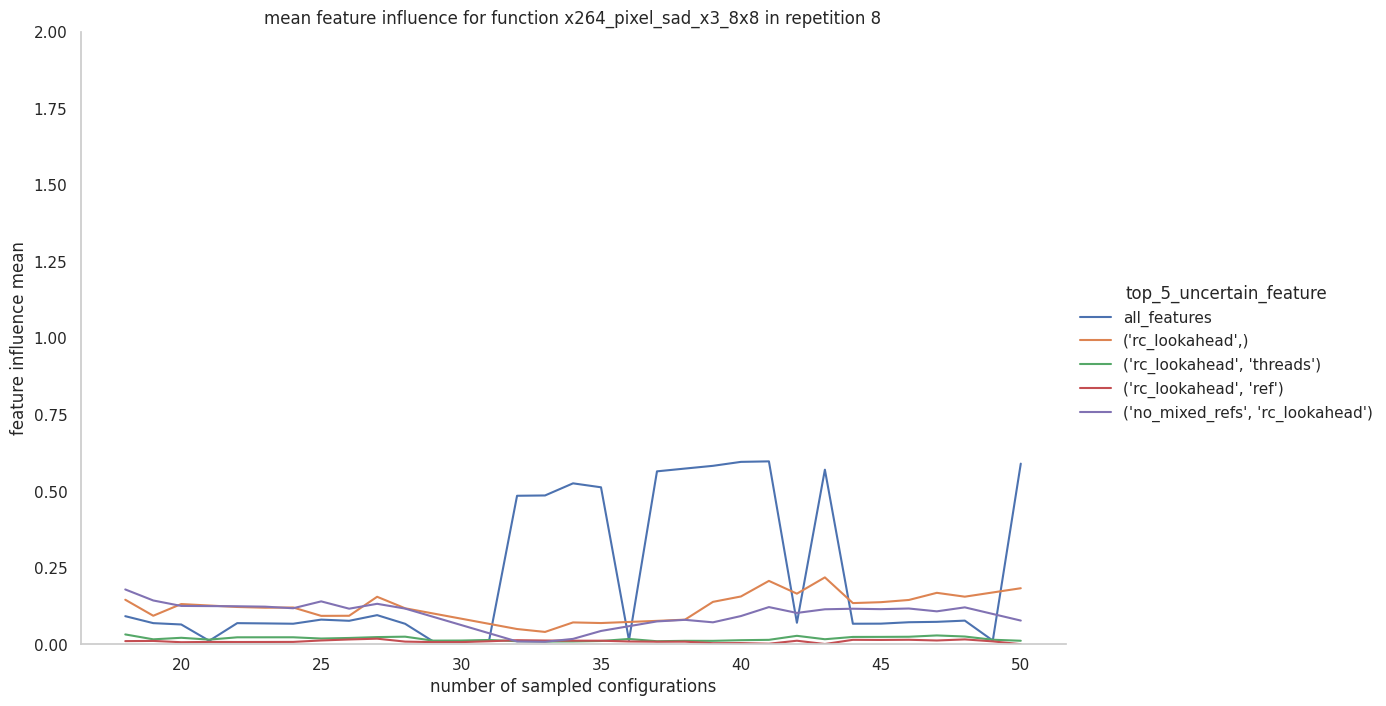 mean feature influence for function x264_pixel_sad_x3_8x8 in repetition 8
2.00
1.75
1.50
1.25
1.00
0.75
0.50
0.25
0.00
feature influence mean
20
25
30
35
40
45
50
number of sampled configurations
top_5_uncertain_feature
all_features
('rc_lookahead',)
('rc_lookahead', 'threads')
('rc_lookahead', 'ref')
('no_mixed_refs', 'rc_lookahead')